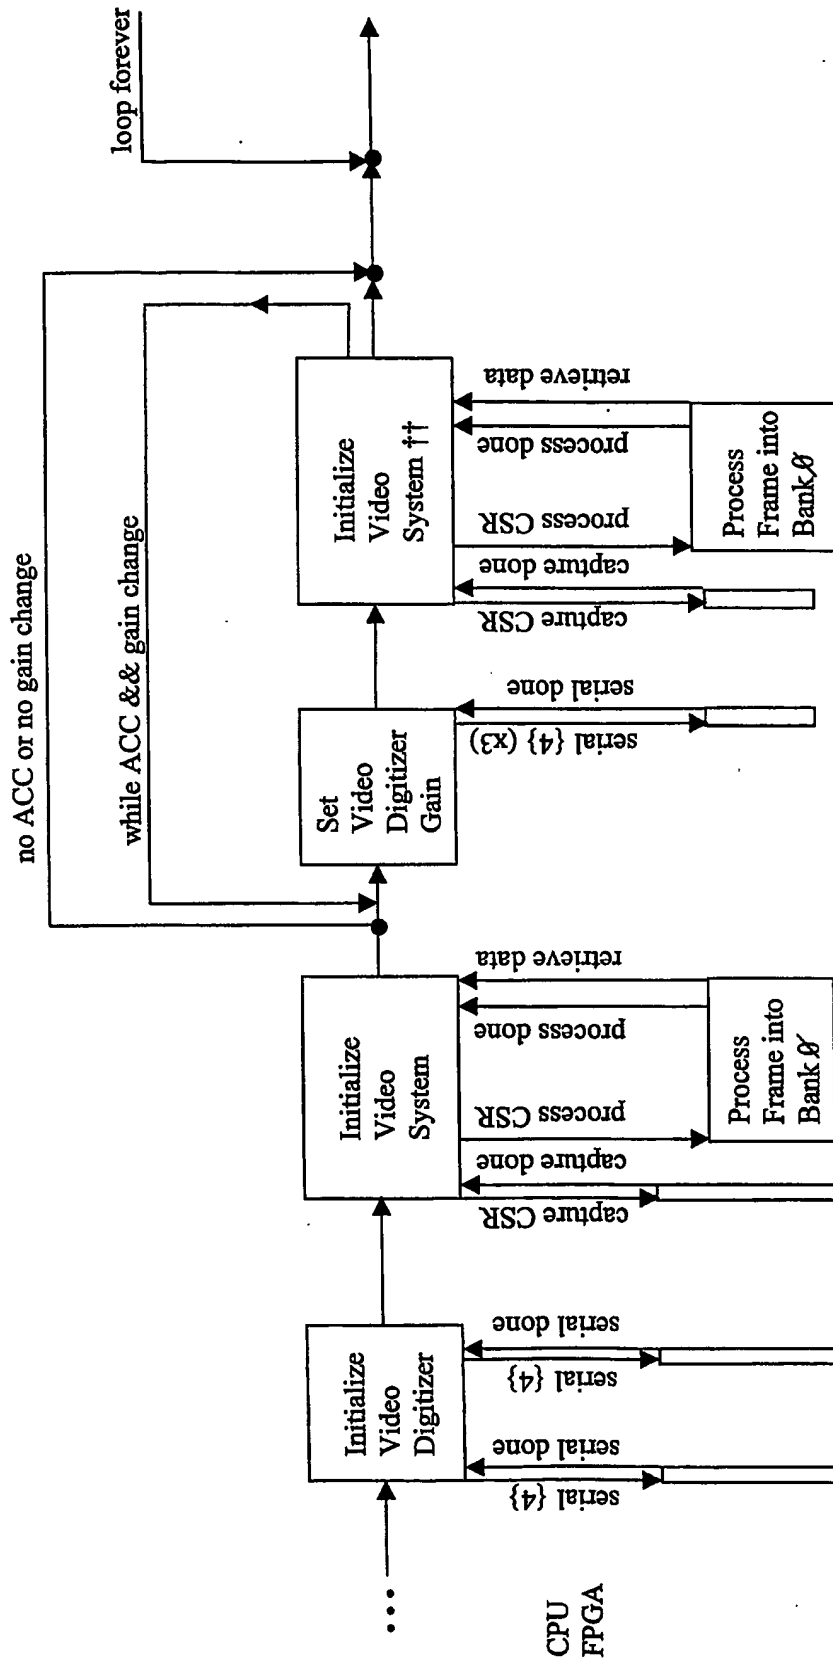 no ACC or no gain change
while ACC && gain change
loop forever
...
Initialize
Video
Digitizer
Initialize
Video
System
Set
Video
Digitizer
Gain
Initialize
Video
System ††
CPU
FPGA
serial {4}
serial done
serial {4}
serial done
capture CSR
capture done
process CSR
process done
retrieve data
serial {4} (x3)
serial done
capture CSR
capture done
process CSR
process done
retrieve data
Process
Frame into
Bank 0̸
Process
Frame into
Bank 0̸